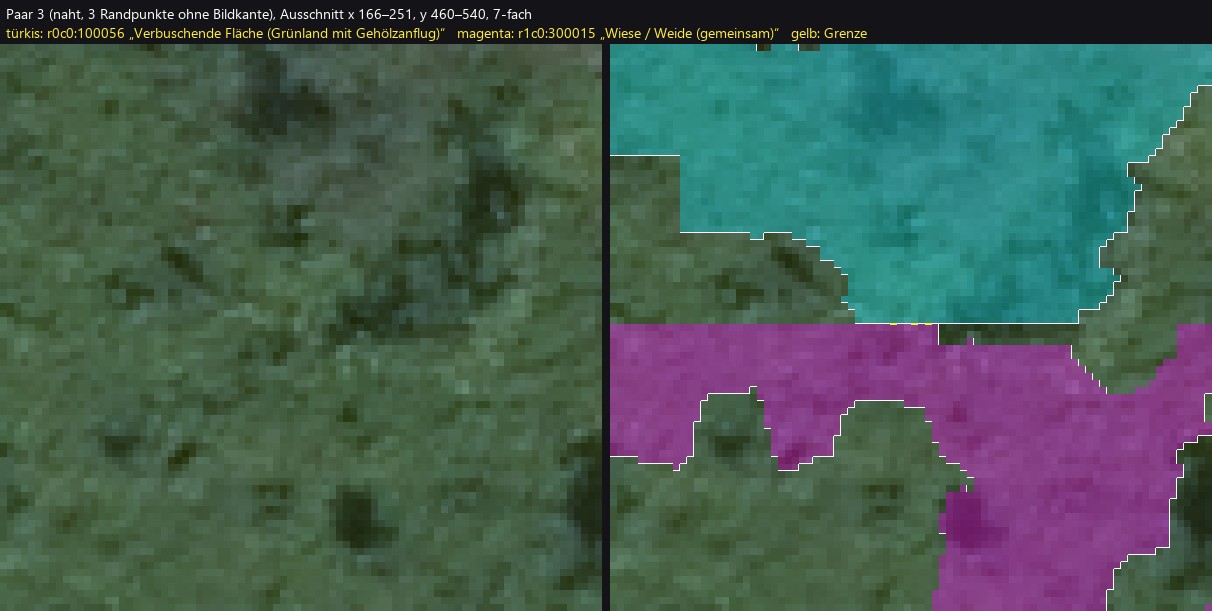 Paar 3 (naht, 3 Randpunkte ohne Bildkante), Ausschnitt x 166–251, y 460–540, 7-fach
türkis: r0c0:100056 „Verbuschende Fläche (Grünland mit Gehölzanflug)“ magenta: r1c0:300015 „Wiese / Weide (gemeinsam)“ gelb: Grenze